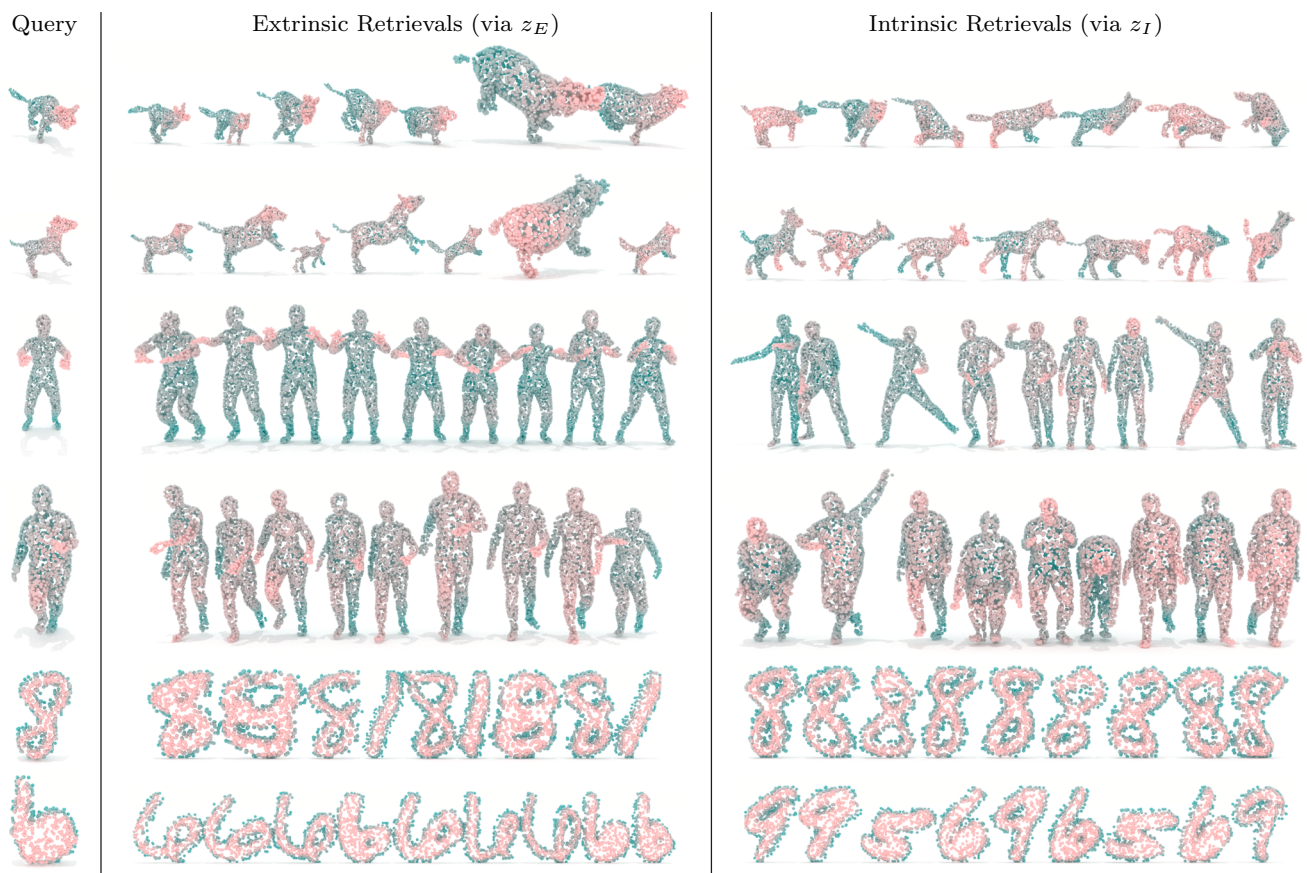 Query
Extrinsic Retrievals (via $z_E$)
Intrinsic Retrievals (via $z_I$)